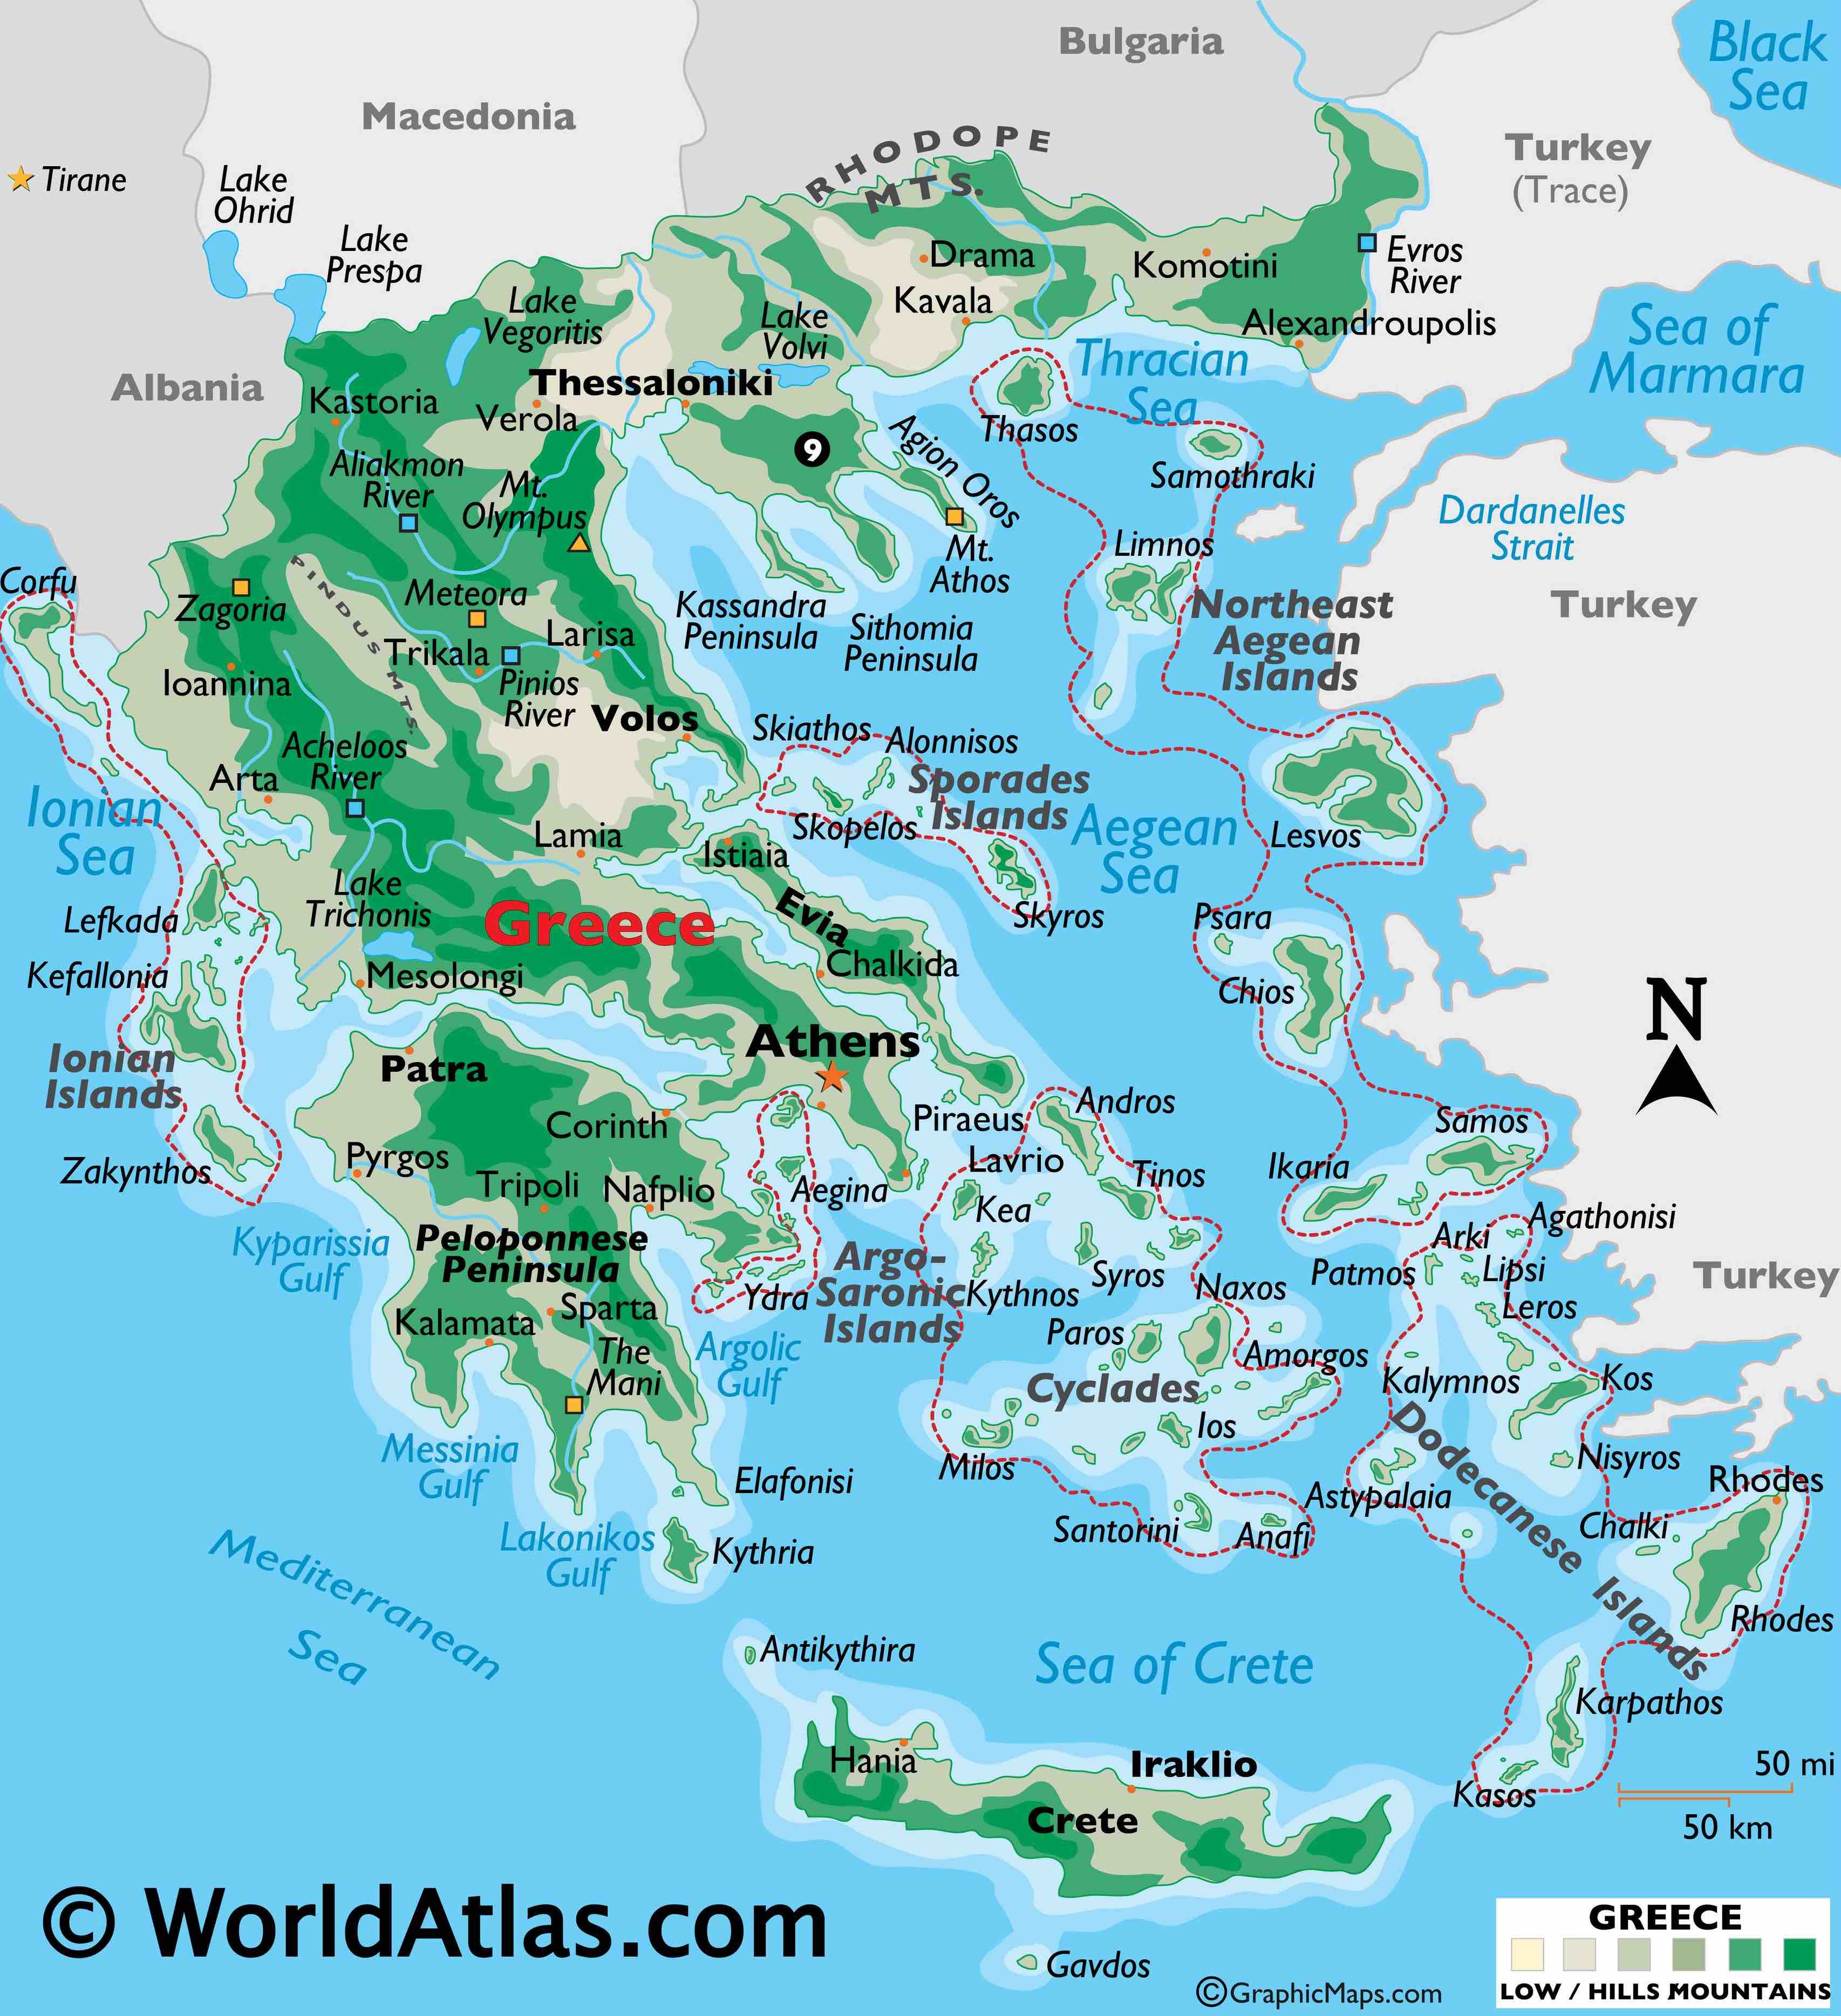 Bulgaria
Black
Sea
Macedonia
RHODOPE
MTS.
Turkey
(Trace)
Tirane
Lake
Ohrid
Lake
Prespa
Drama
Komotini
Evros
River
Lake
Vegoritis
Kavala
Lake
Volvi
Alexandroupolis
Sea of
Marmara
Thracian
Sea
Albania
Thessaloniki
Kastoria
Verola
Thasos
9
Agion Oros
Samothraki
Aliakmon
River
Mt.
Olympus
Dardanelles
Strait
Limnos
Mt.
Athos
Corfu
Zagoria
PINDUS MTS.
Meteora
Kassandra
Peninsula
Sithomia
Peninsula
Northeast
Aegean
Islands
Turkey
Larisa
Trikala
Ioannina
Pinios
River
Volos
Skiathos
Alonnisos
Acheloos
River
Arta
Sporades
Islands
Ionian
Sea
Skopelos
Aegean
Sea
Lesvos
Lamia
Istiaia
Lake
Trichonis
Greece
Evia
Skyros
Psara
Lefkada
Kefallonia
Mesolongi
Chalkida
Chios
N
Athens
Ionian
Islands
Patra
Andros
Piraeus
Samos
Corinth
Zakynthos
Pyrgos
Lavrio
Tinos
Ikaria
Tripoli
Nafplio
Aegina
Kea
Agathonisi
Kyparissia
Gulf
Peloponnese
Peninsula
Argo-
Saronic
Islands
Arki
Syros
Patmos
Lipsi
Turkey
Ydra
Kythnos
Naxos
Leros
Kalamata
Sparta
Paros
The
Mani
Argolic
Gulf
Amorgos
Cyclades
Kalymnos
Kos
Ios
Messinia
Gulf
Milos
Dodecanese Islands
Nisyros
Elafonisi
Rhodes
Astypalaia
Santorini
Anafi
Chalki
Lakonikos
Gulf
Kythria
Mediterranean
Sea
Rhodes
Antikythira
Sea of Crete
Karpathos
Hania
Iraklio
50 mi
Kasos
Crete
50 km
© WorldAtlas.com
Gavdos
©GraphicMaps.com
GREECE
LOW / HILLS MOUNTAINS